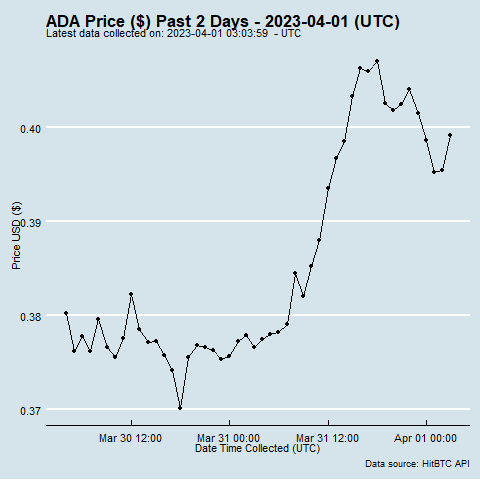 ADA Price ($) Past 2 Days - 2023-04-01 (UTC)
Latest data collected on: 2023-04-01 03:03:59 - UTC
0.40
0.39
0.38
0.37
Price USD ($)
Mar 30 12:00 Mar 31 00:00 Mar 31 12:00 Apr 01 00:00
Date Time Collected (UTC)
Data source: HitBTC API